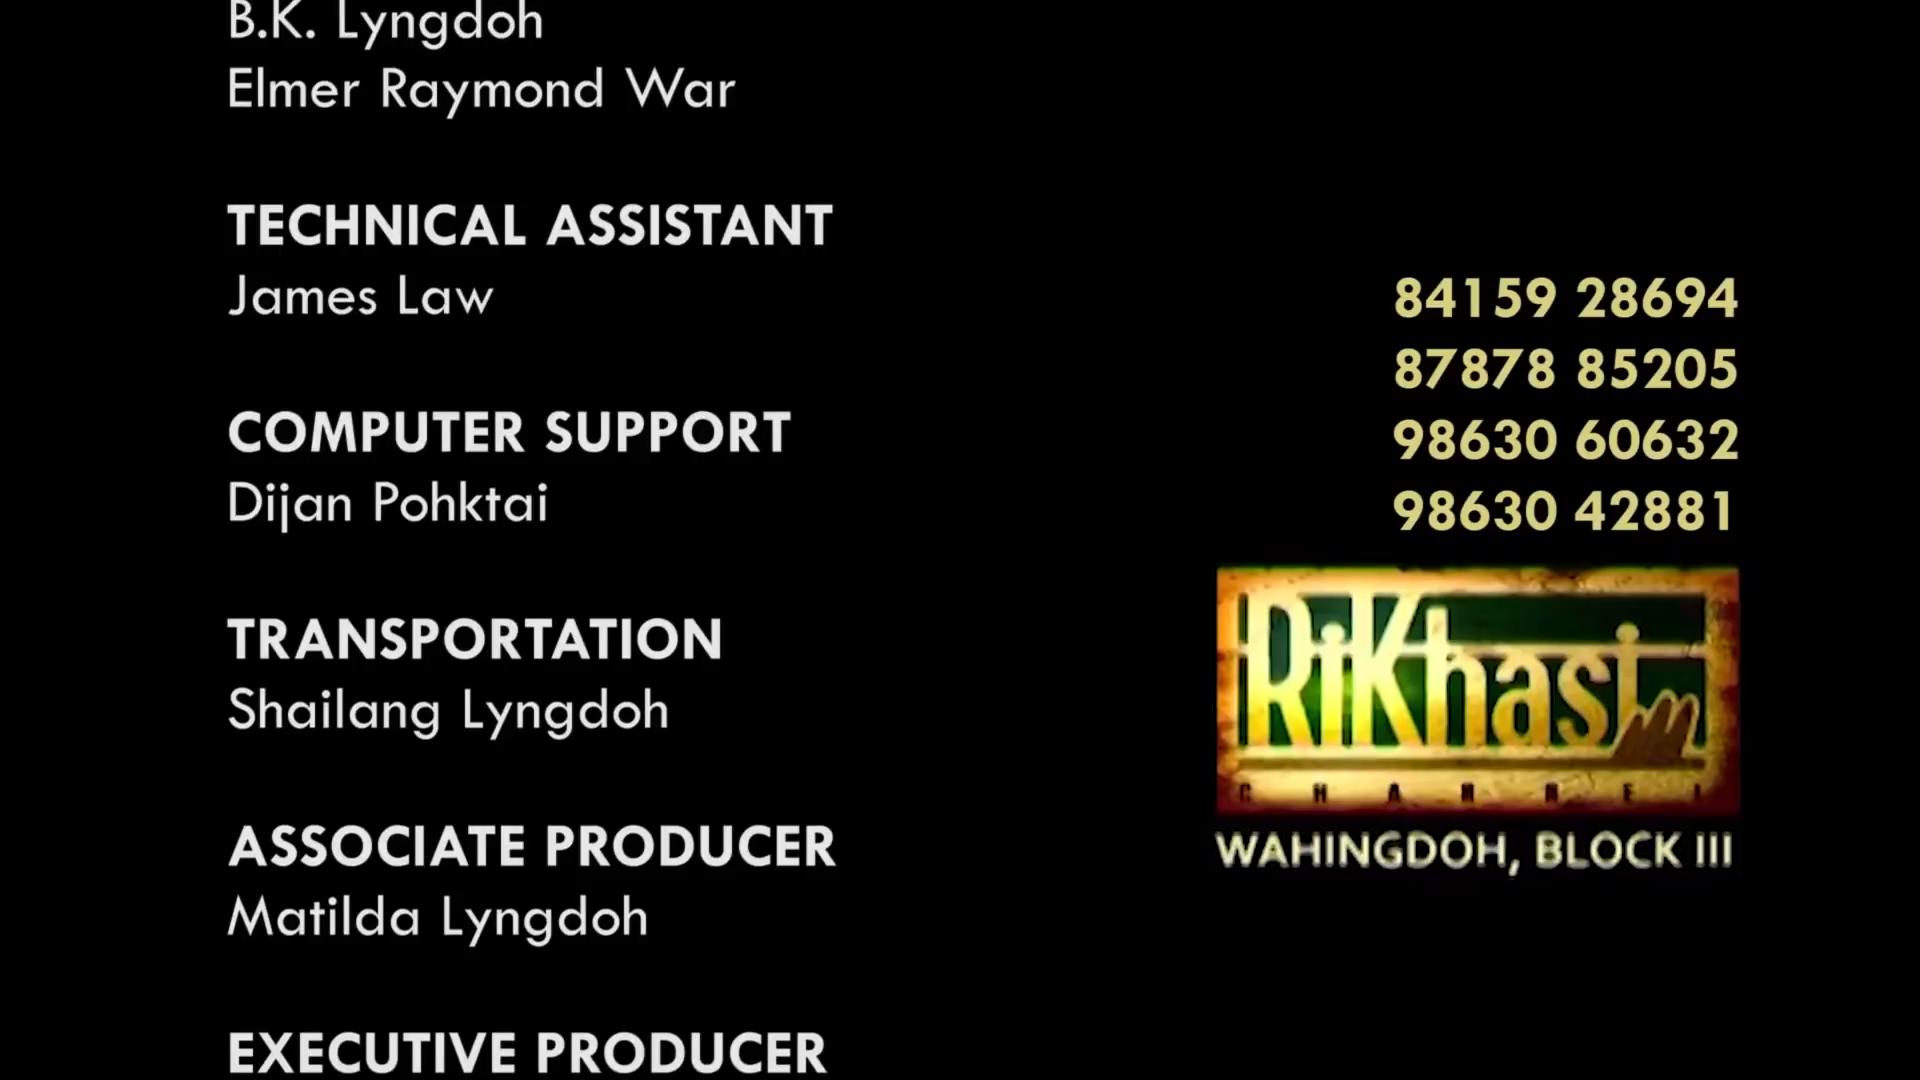 B.K. Lyngdoh
Elmer Raymond War
TECHNICAL ASSISTANT
James Law
COMPUTER SUPPORT
Dijan Pohktai
TRANSPORTATION
Shailang Lyngdoh
ASSOCIATE PRODUCER
Matilda Lyngdoh
EXECUTIVE PRODUCER
84159 28694
87878 85205
98630 60632
98630 42881
RiKhasi
CHANNEL
WAHINGDOH, BLOCK III